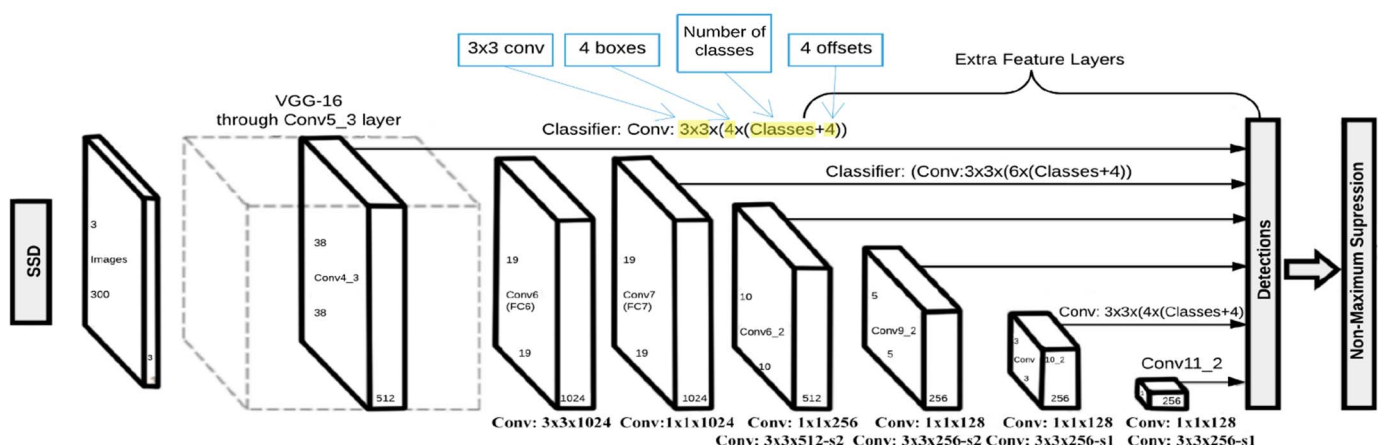 3x3 conv
4 boxes
Number of
classes
4 offsets
Extra Feature Layers
VGG-16
through Conv5_3 layer
Classifier: Conv: 3x3x(4x(Classes+4))
Classifier: (Conv:3x3x(6x(Classes+4))
SSD
3
Images
300
3
38
Conv4_3
38
512
19
Conv6
(FC6)
19
1024
19
Conv7
(FC7)
19
1024
10
Conv6_2
10
512
5
Conv9_2
5
256
3
Conv 10_2
3
256
Conv: 3x3x(4x(Classes+4)
Conv11_2
256
Detections
Non-Maximum Supression
Conv: 3x3x1024 Conv:1x1x1024 Conv: 1x1x256 Conv: 1x1x128 Conv: 1x1x128 Conv: 1x1x128
Conv: 3x3x512-s2 Conv: 3x3x256-s2 Conv: 3x3x256-s1 Conv: 3x3x256-s1